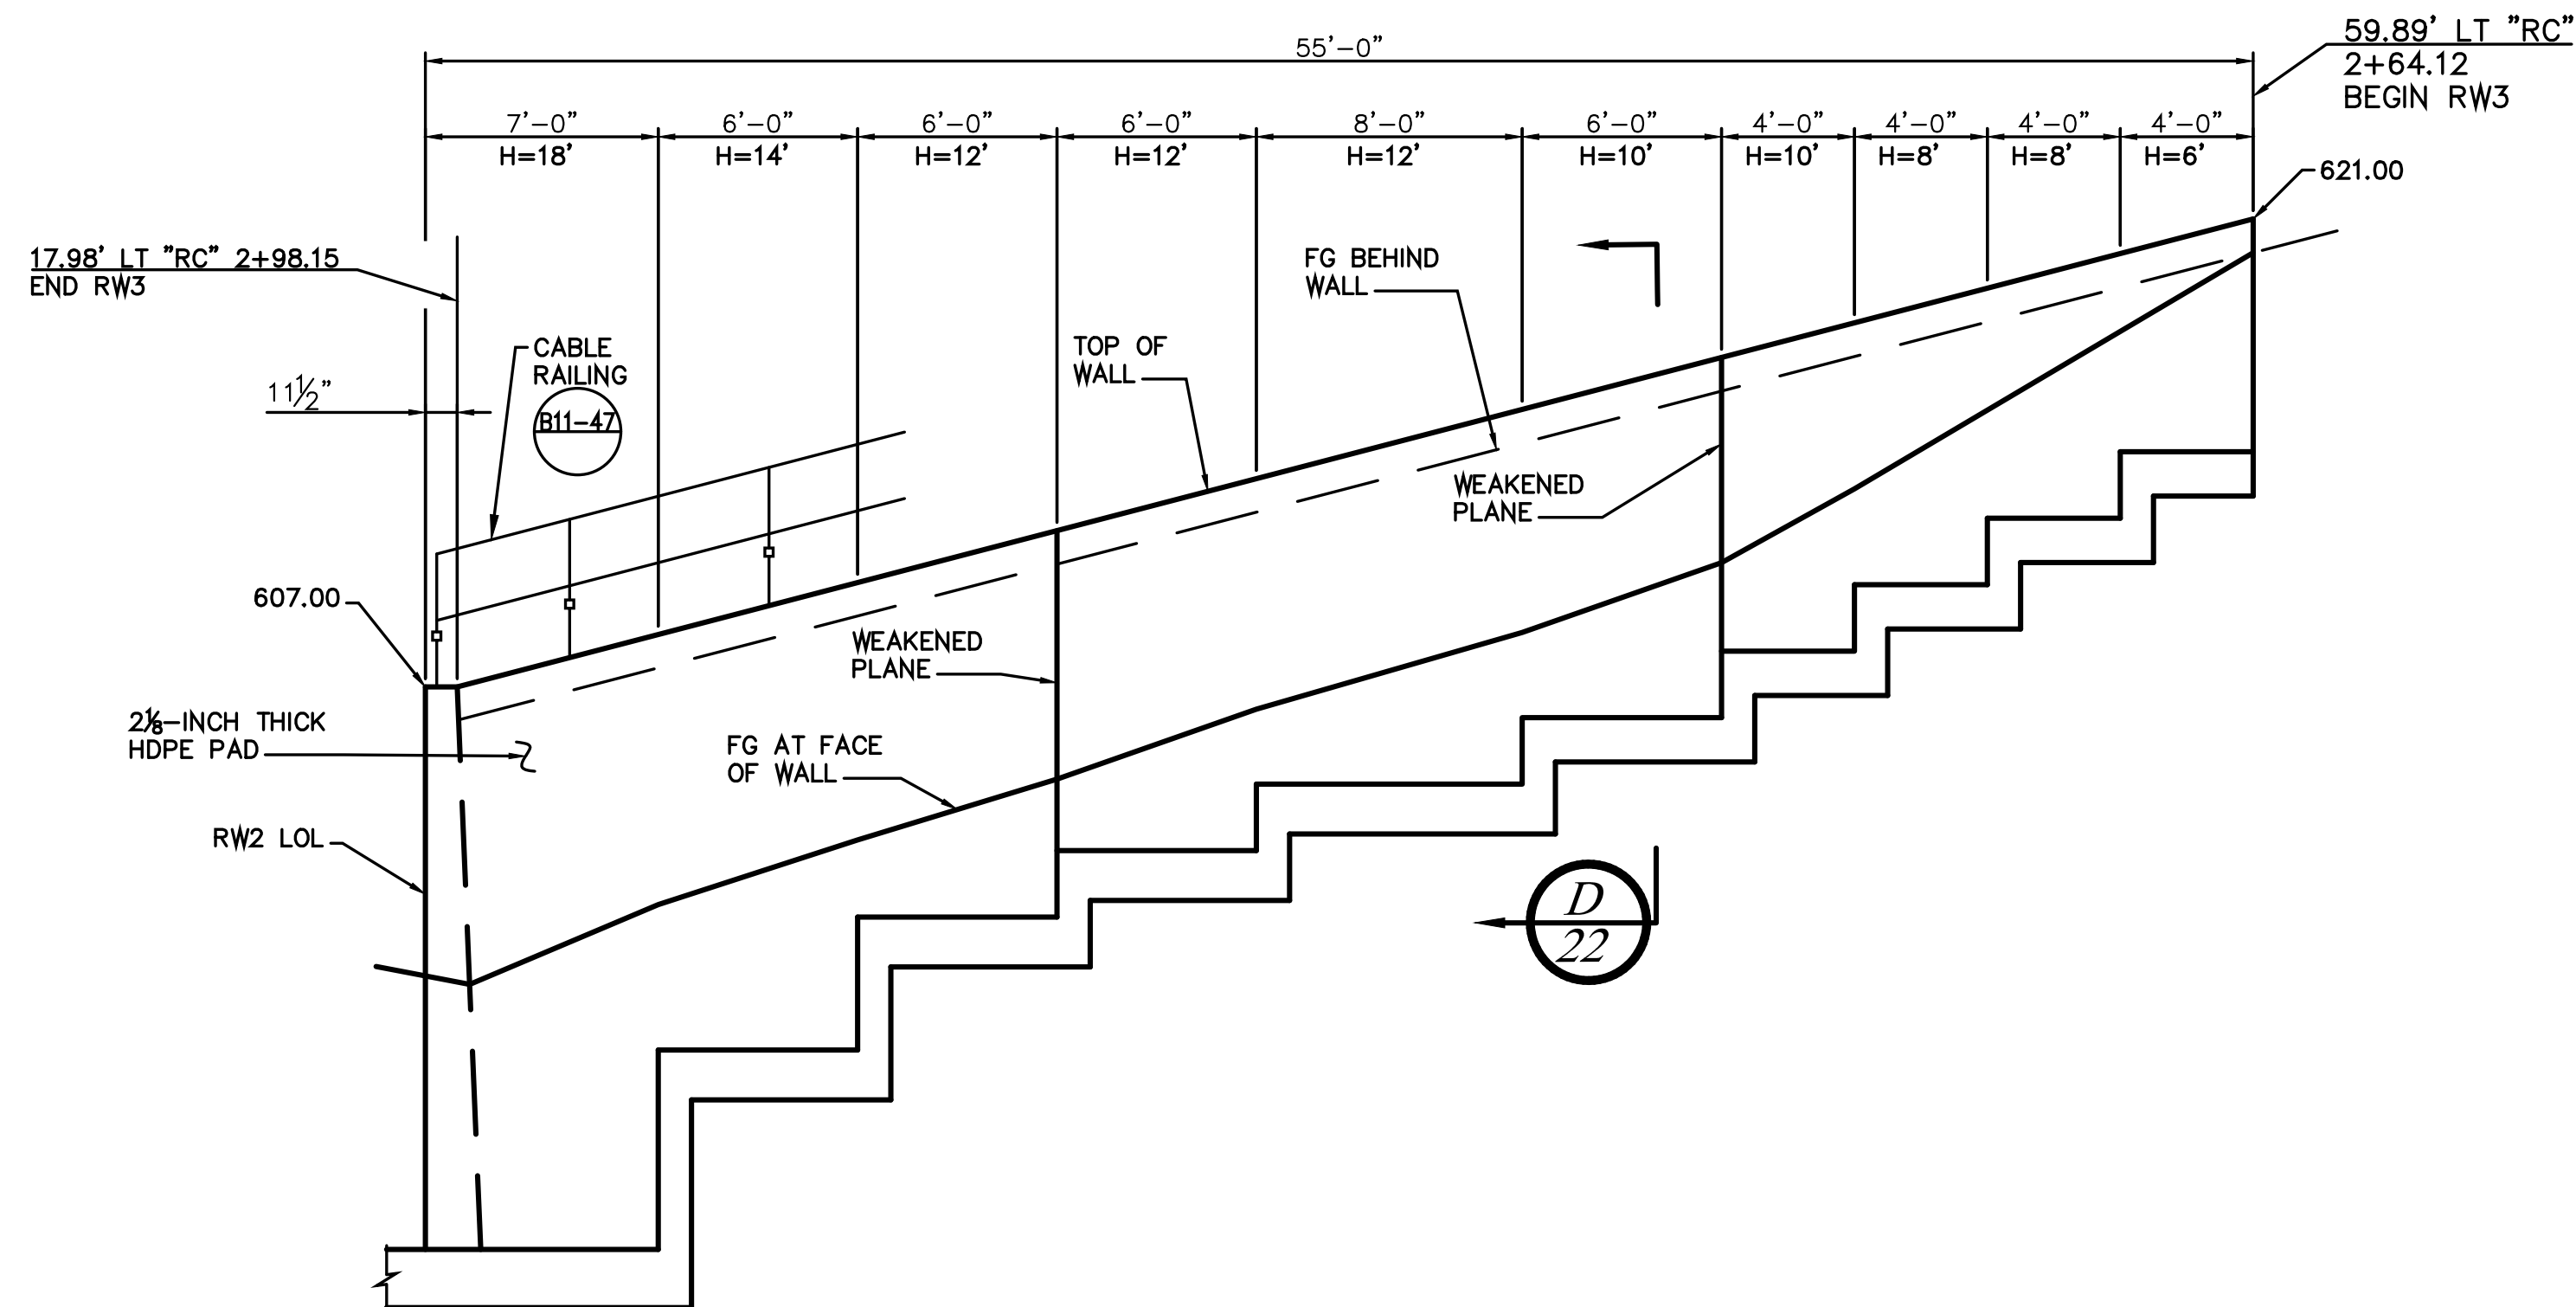 55'-0"
59.89' LT "RC"
2+64.12
BEGIN RW3
7'-0" 6'-0" 6'-0" 6'-0" 8'-0" 6'-0" 4'-0" 4'-0" 4'-0" 4'-0"
H=18' H=14' H=12' H=12' H=12' H=10' H=10' H=8' H=8' H=6'
621.00
17.98' LT "RC" 2+98.15
END RW3
FG BEHIND
WALL
CABLE
RAILING
B11-47
TOP OF
WALL
11½"
WEAKENED
PLANE
607.00
WEAKENED
PLANE
2⅛-INCH THICK
HDPE PAD
FG AT FACE
OF WALL
RW2 LOL
D
22